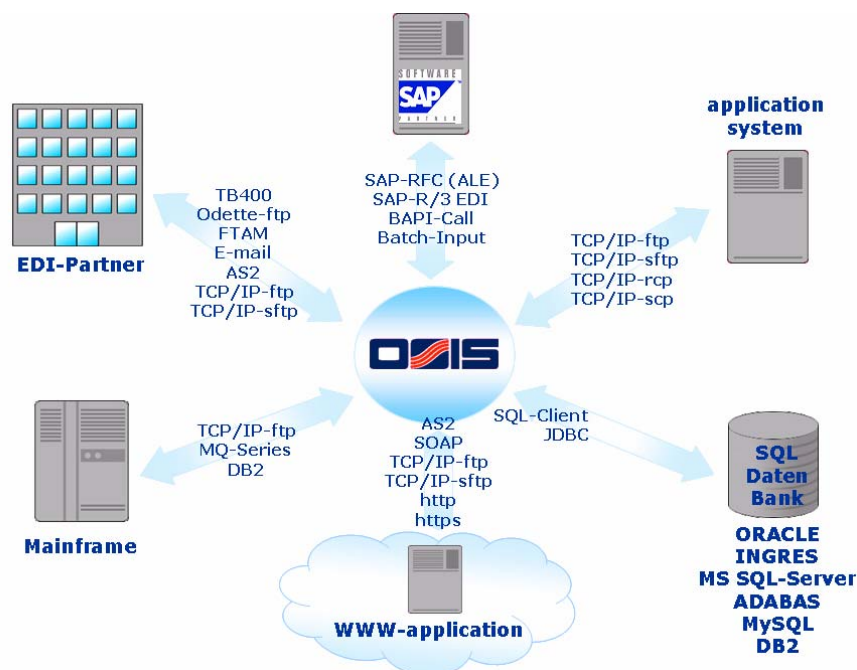 SOFTWARE
SAP
PARTNER
application
system
SAP-RFC (ALE)
SAP-R/3 EDI
BAPI-Call
Batch-Input
TB400
Odette-ftp
FTAM
E-mail
AS2
TCP/IP-ftp
TCP/IP-sftp
EDI-Partner
TCP/IP-ftp
TCP/IP-sftp
TCP/IP-rcp
TCP/IP-scp
OSIS
TCP/IP-ftp
MQ-Series
DB2
Mainframe
AS2
SOAP
TCP/IP-ftp
TCP/IP-sftp
http
https
WWW-application
SQL-Client
JDBC
SQL
Daten
Bank
ORACLE
INGRES
MS SQL-Server
ADABAS
MySQL
DB2